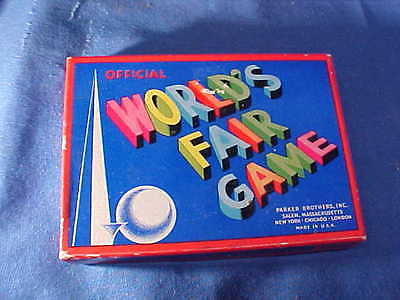 OFFICIAL
WORLD'S
FAIR
GAME
PARKER BROTHERS, INC.
SALEM, MASSACHUSETTS
NEW YORK · CHICAGO · LONDON
MADE IN U.S.A.